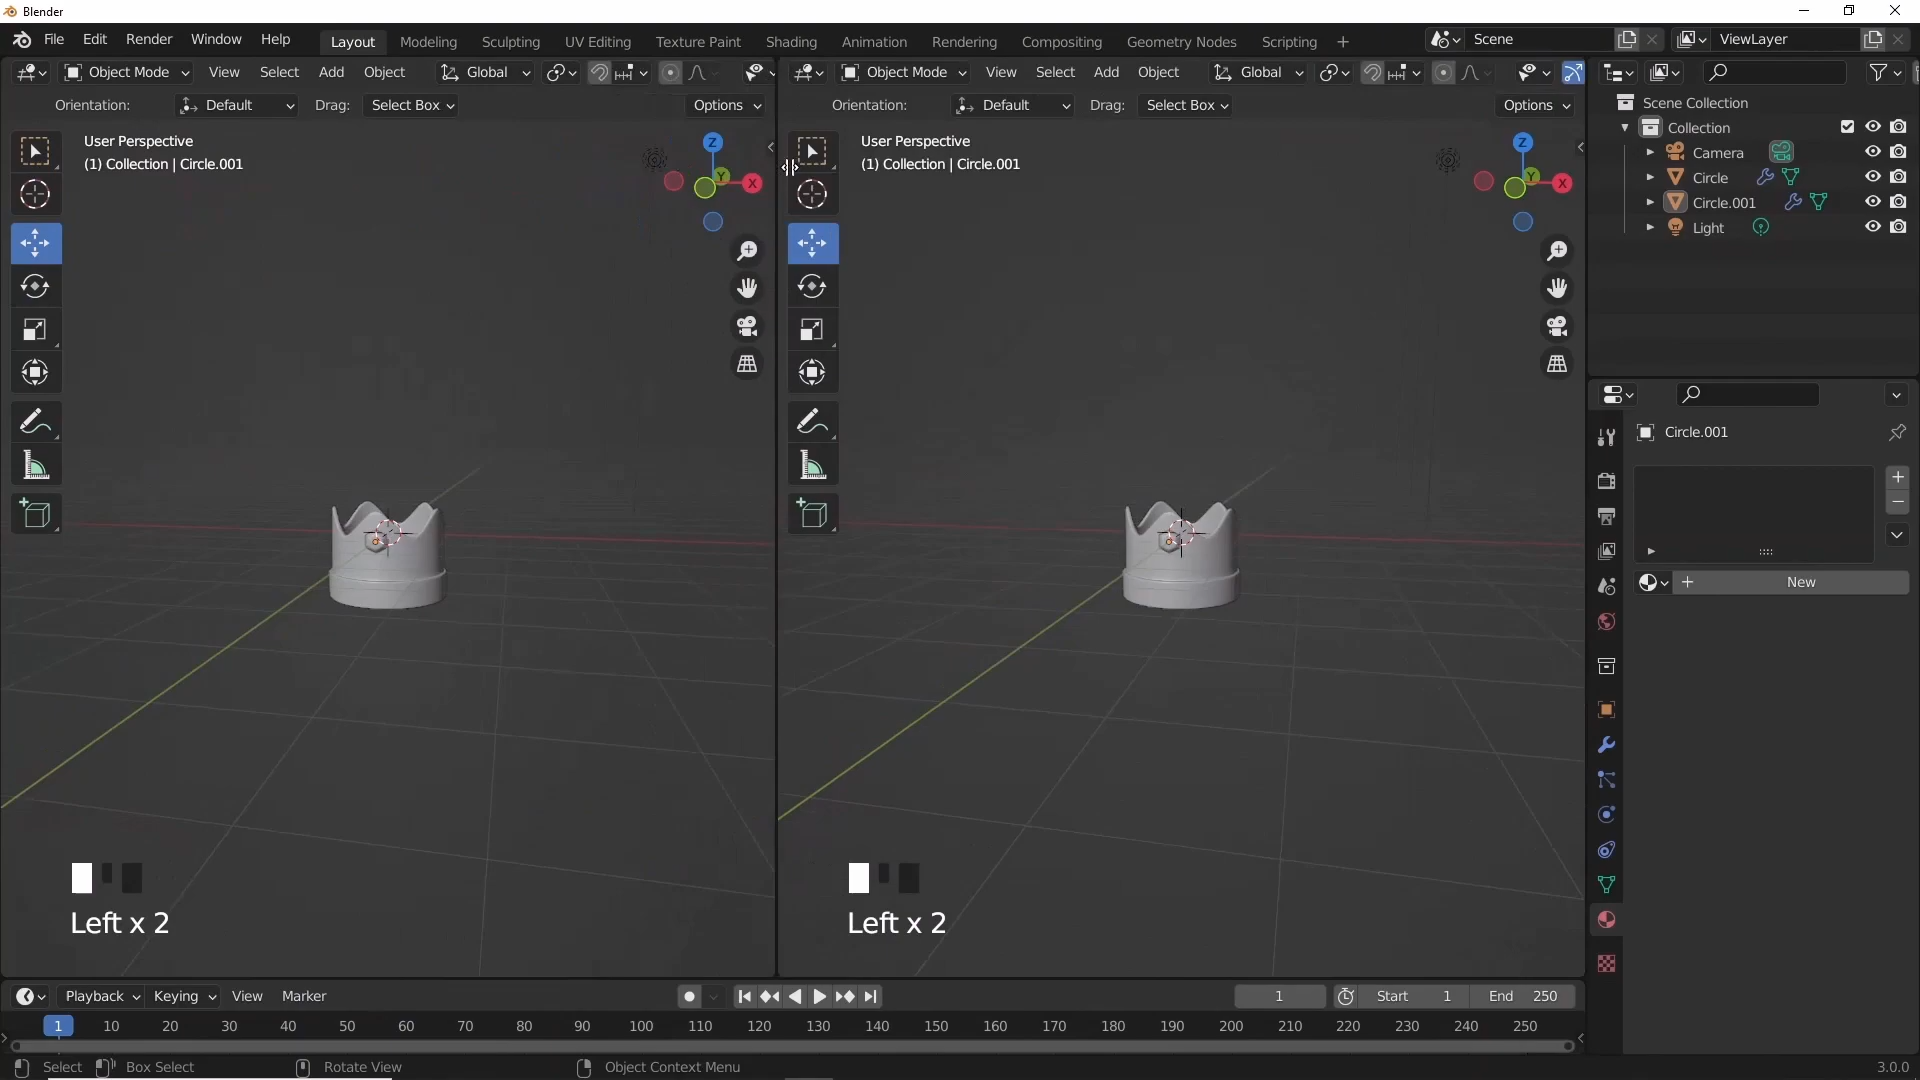 Blender
File Edit Render Window Help Layout Modeling Sculpting UV Editing Texture Paint Shading Animation Rendering Compositing Geometry Nodes Scripting + Scene ViewLayer
Object Mode View Select Add Object Global Object Mode View Select Add Object Global
Orientation: Default Drag: Select Box Options Orientation: Default Drag: Select Box Options
Scene Collection
Collection
Camera
Circle
Circle.001
Light
User Perspective
(1) Collection | Circle.001
Z
Y
X
User Perspective
(1) Collection | Circle.001
Z
Y
X
Circle.001
+ New
Left x 2
Left x 2
Playback Keying View Marker 1 Start 1 End 250
1 10 20 30 40 50 60 70 80 90 100 110 120 130 140 150 160 170 180 190 200 210 220 230 240 250
Select Box Select Rotate View Object Context Menu 3.0.0